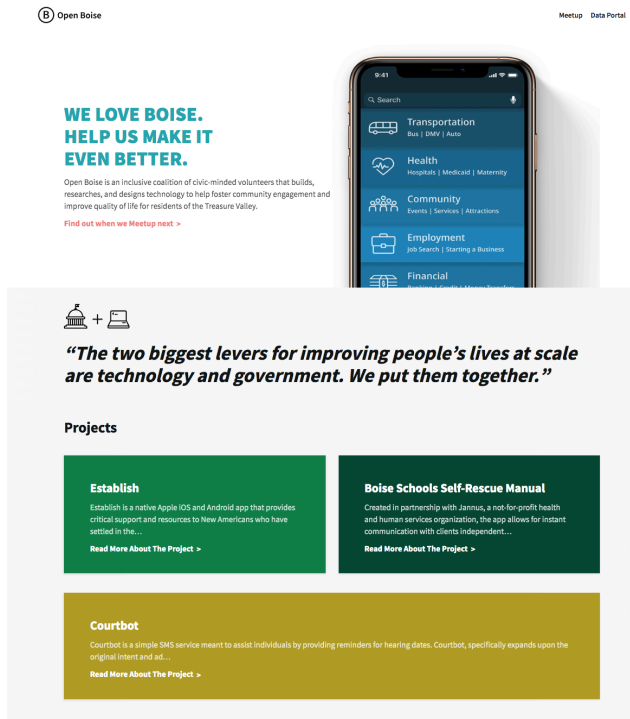 B Open Boise
Meetup Data Portal
WE LOVE BOISE.
HELP US MAKE IT
EVEN BETTER.
Open Boise is an inclusive coalition of civic-minded volunteers that builds,
researches, and designs technology to help foster community engagement and
improve quality of life for residents of the Treasure Valley.
Find out when we Meetup next >
9:41
Search
Transportation
Bus | DMV | Auto
Health
Hospitals | Medicaid | Maternity
Community
Events | Services | Attractions
Employment
Job Search | Starting a Business
Financial
Banking | Credit | Money Transfers
“The two biggest levers for improving people’s lives at scale
are technology and government. We put them together.”
Projects
Establish
Establish is a native Apple iOS and Android app that provides
critical support and resources to New Americans who have
settled in the…
Read More About The Project >
Boise Schools Self-Rescue Manual
Created in partnership with Jannus, a not-for-profit health
and human services organization, the app allows for instant
communication with clients independent…
Read More About The Project >
Courtbot
Courtbot is a simple SMS service meant to assist individuals by providing reminders for hearing dates. Courtbot, specifically expands upon the
original intent and ad…
Read More About The Project >